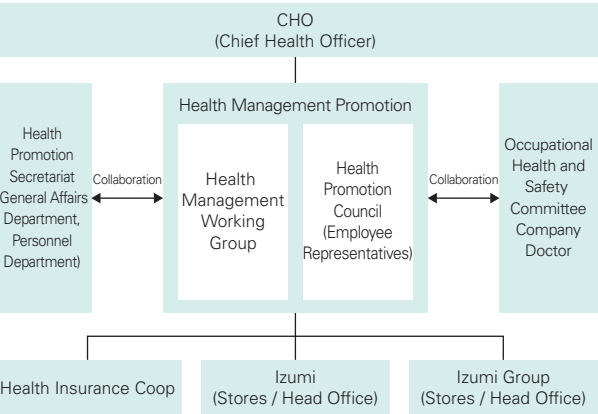 CHO
(Chief Health Officer)
Health Management Promotion
Health
Promotion
Secretariat
General Affairs
Department,
Personnel
Department)
Collaboration
Health
Management
Working
Group
Health
Promotion
Council
(Employee
Representatives)
Collaboration
Occupational
Health and
Safety
Committee
Company
Doctor
Health Insurance Coop
Izumi
(Stores / Head Office)
Izumi Group
(Stores / Head Office)